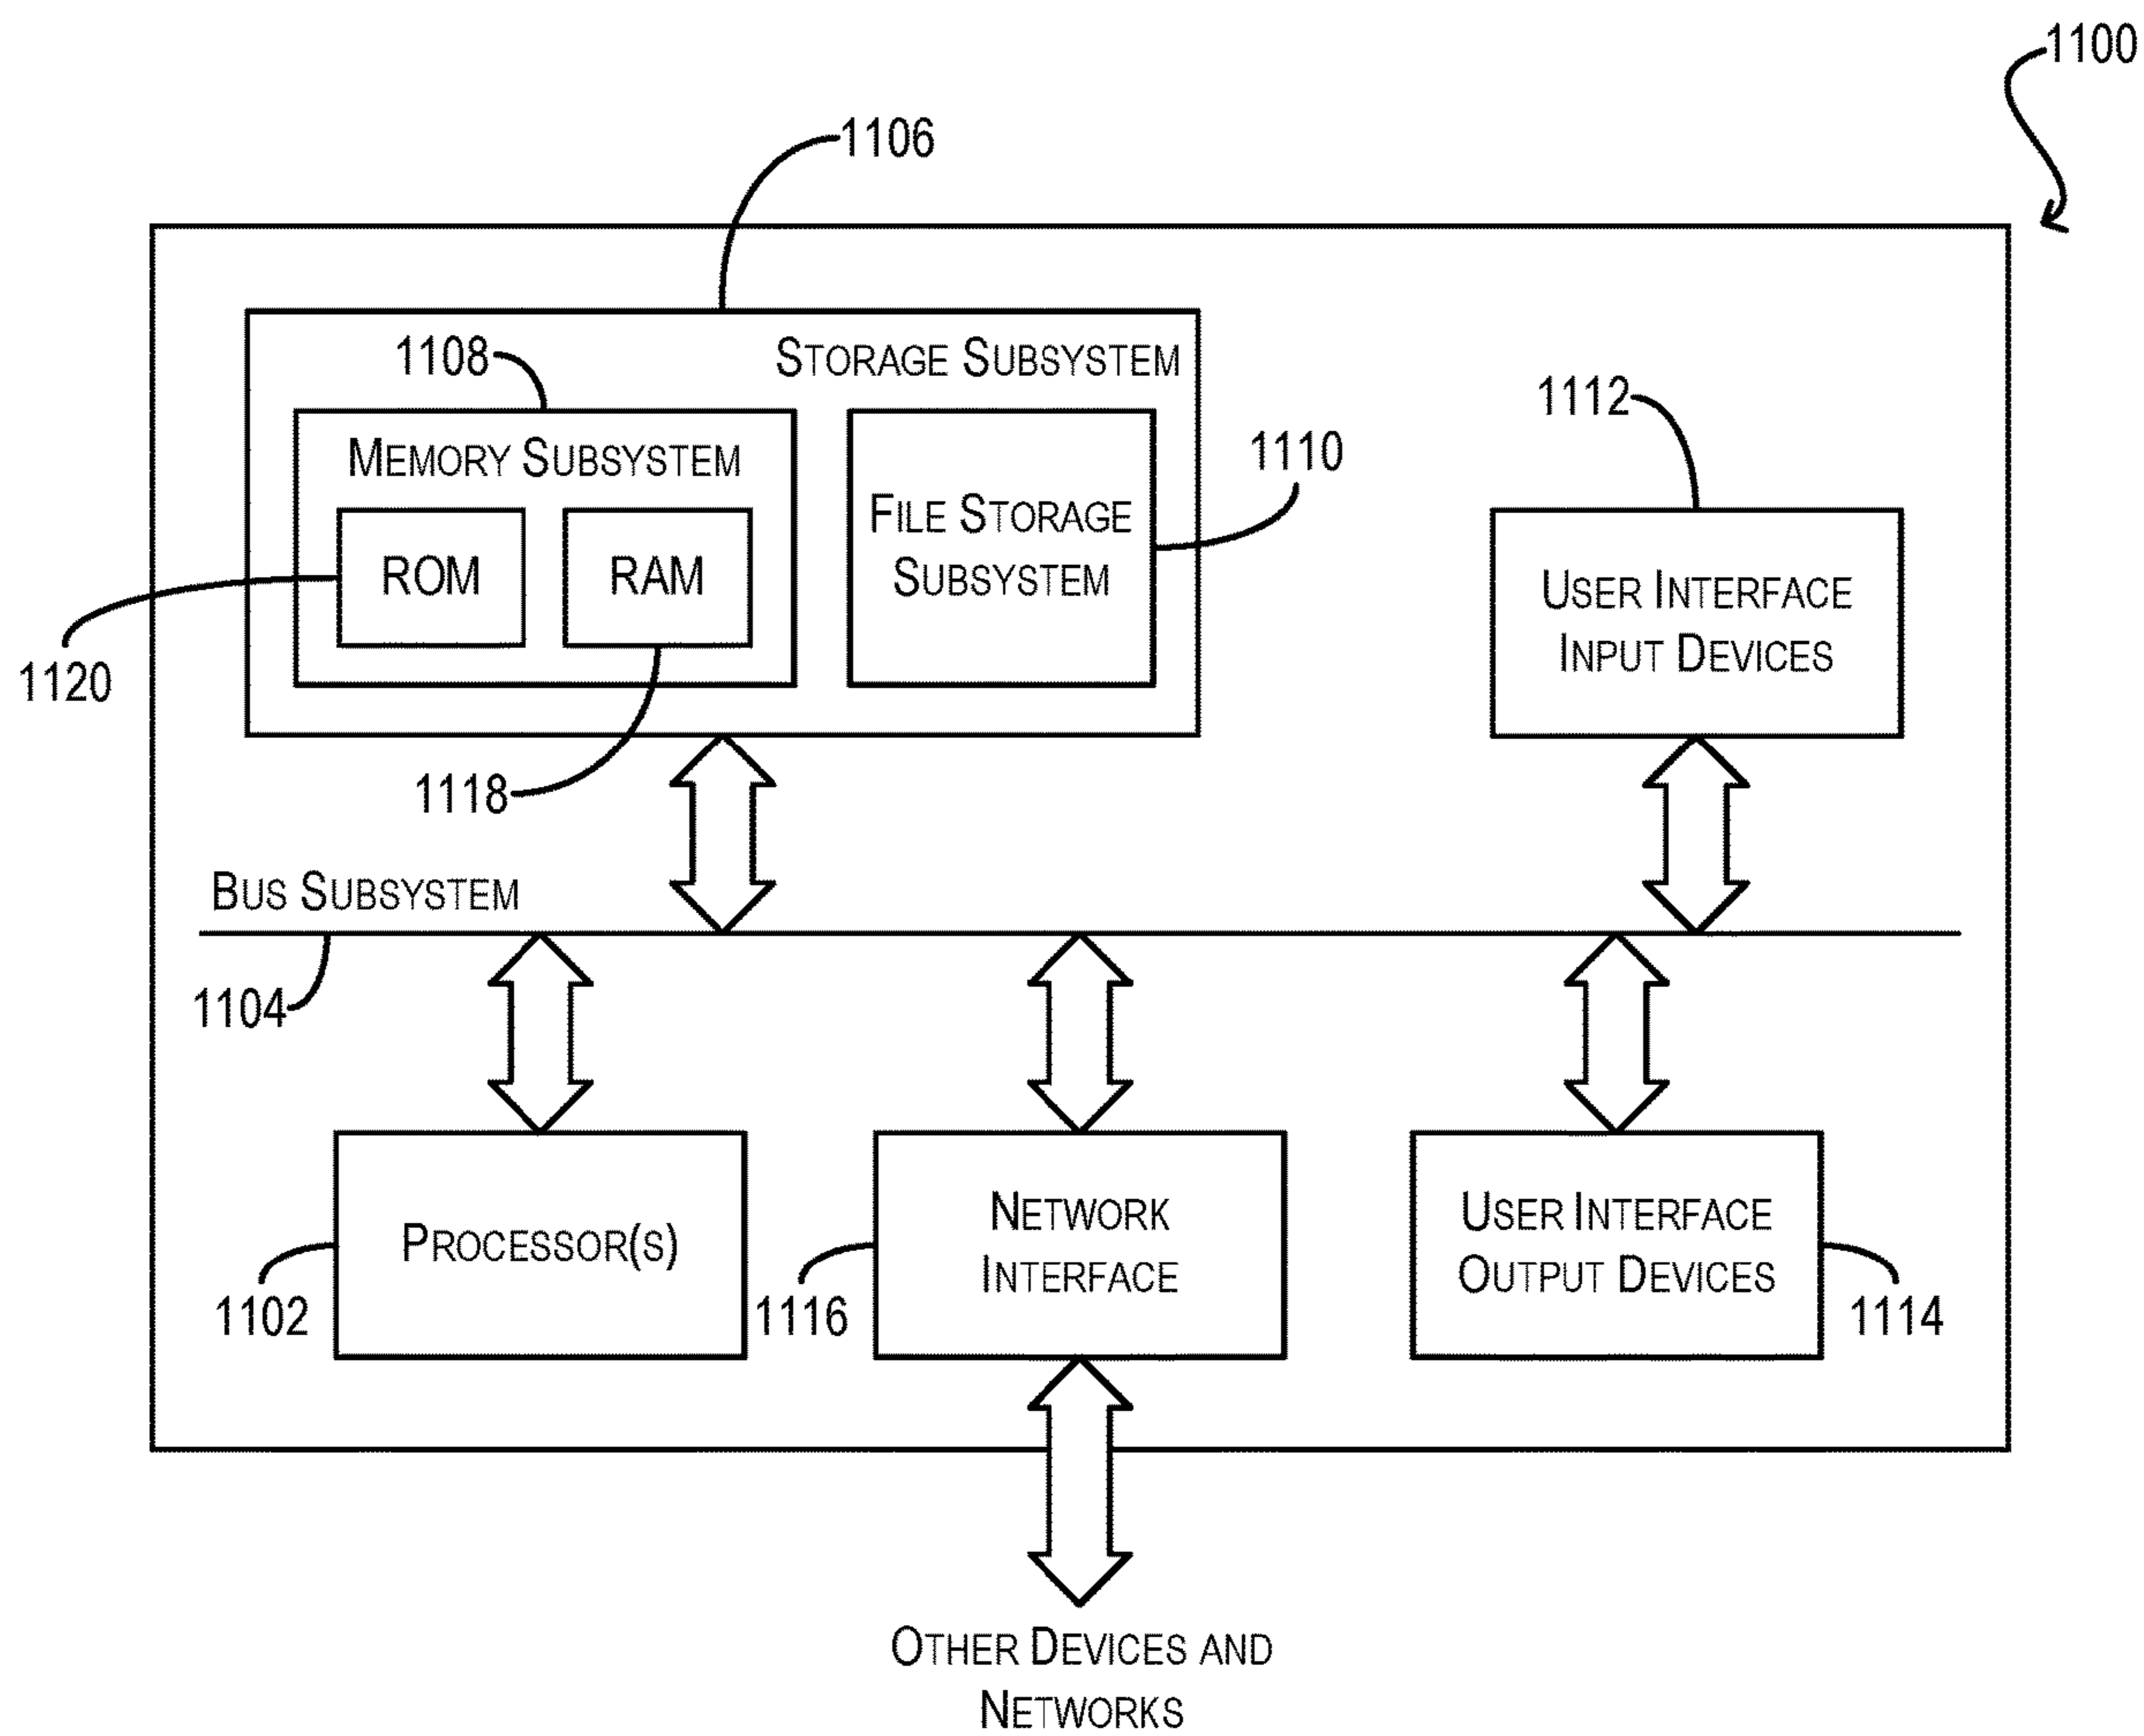 1100
1106
1108
STORAGE SUBSYSTEM
1112
MEMORY SUBSYSTEM
1110
FILE STORAGE
SUBSYSTEM
ROM
RAM
USER INTERFACE
INPUT DEVICES
1120
1118
BUS SUBSYSTEM
1104
PROCESSOR(S)
NETWORK
INTERFACE
USER INTERFACE
OUTPUT DEVICES
1102
1116
1114
OTHER DEVICES AND
NETWORKS